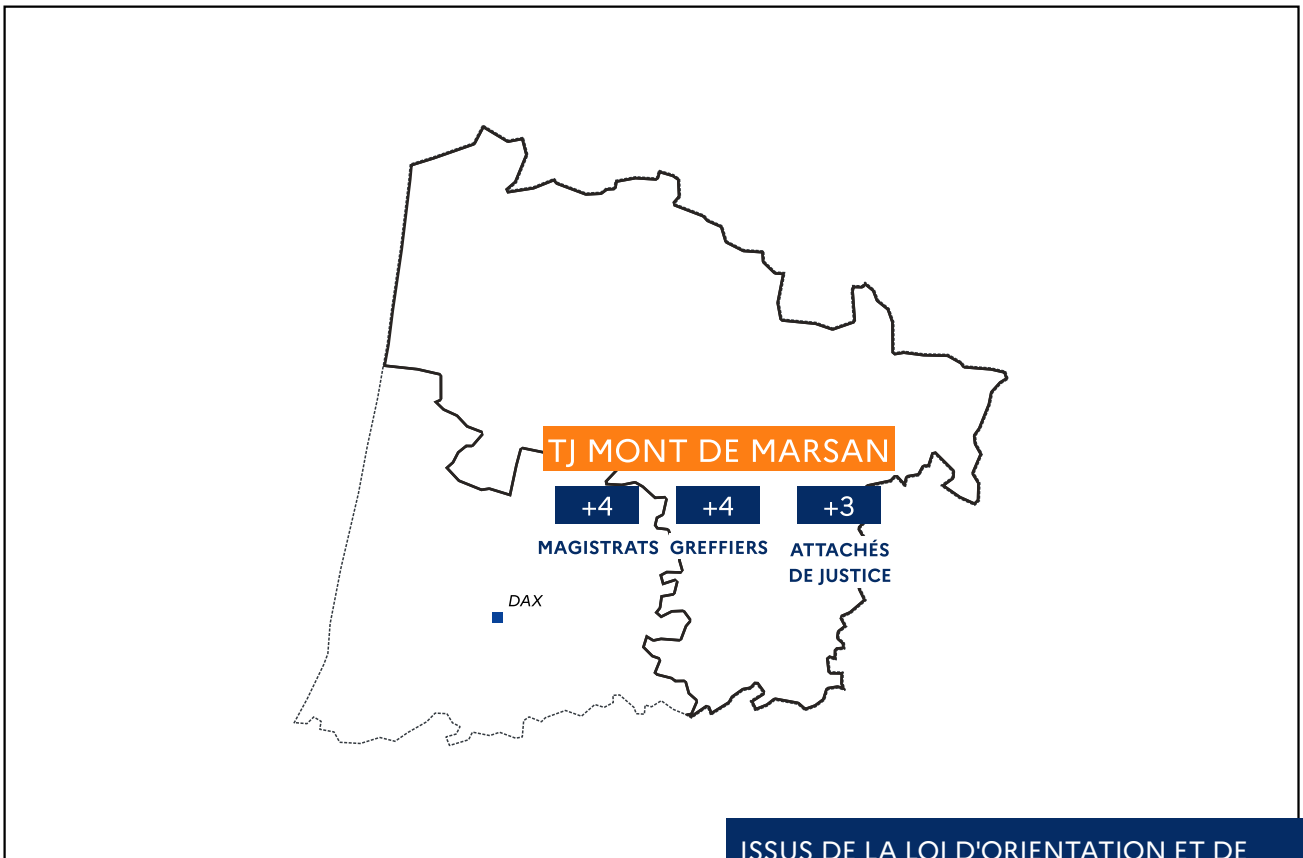 TJ MONT DE MARSAN
+4 +4 +3
MAGISTRATS GREFFIERS ATTACHÉS
DE JUSTICE
DAX
ISSUS DE LA LOI D'ORIENTATION ET DE